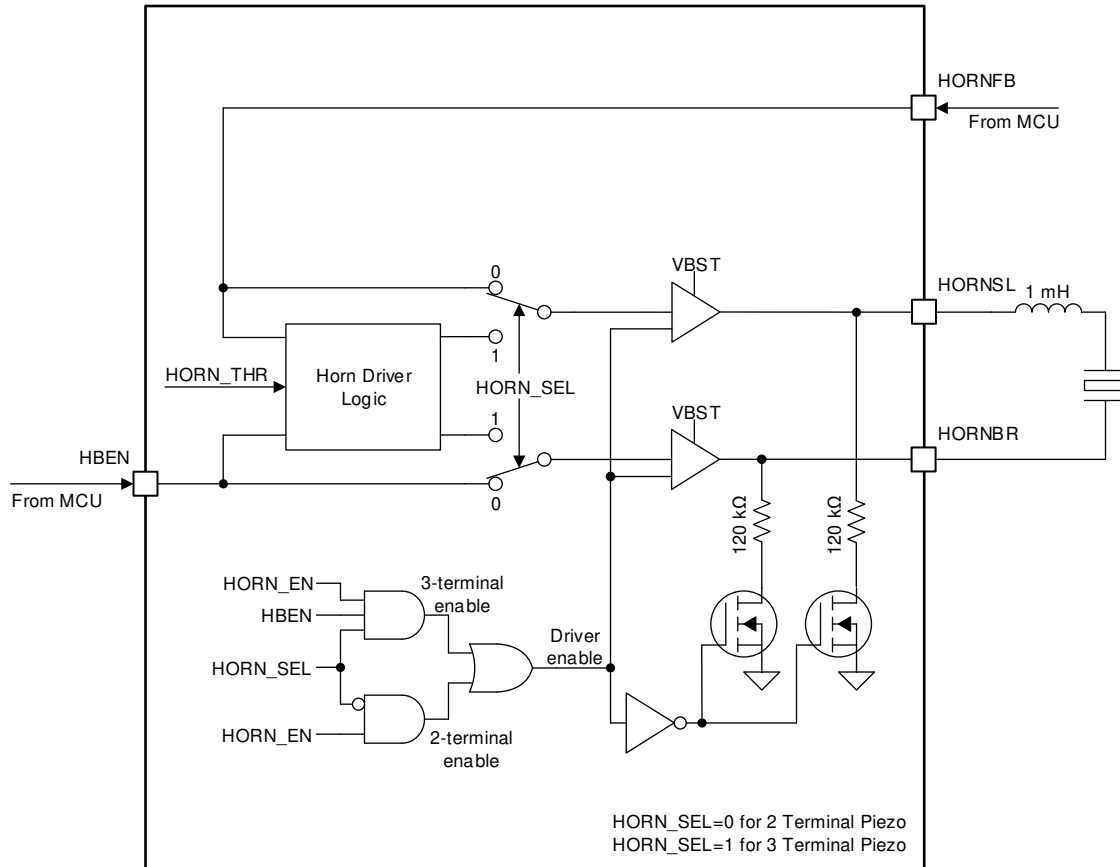 HORNFB
From MCU
0
VBST
HORNSL
1 mH
1
HORN_THR
Horn Driver
Logic
HORN_SEL
1
VBST
HORNBR
HBEN
From MCU
0
120 kΩ
120 kΩ
HORN_EN
3-terminal
enable
HBEN
Driver
enable
HORN_SEL
HORN_EN
2-terminal
enable
HORN_SEL=0 for 2 Terminal Piezo
HORN_SEL=1 for 3 Terminal Piezo